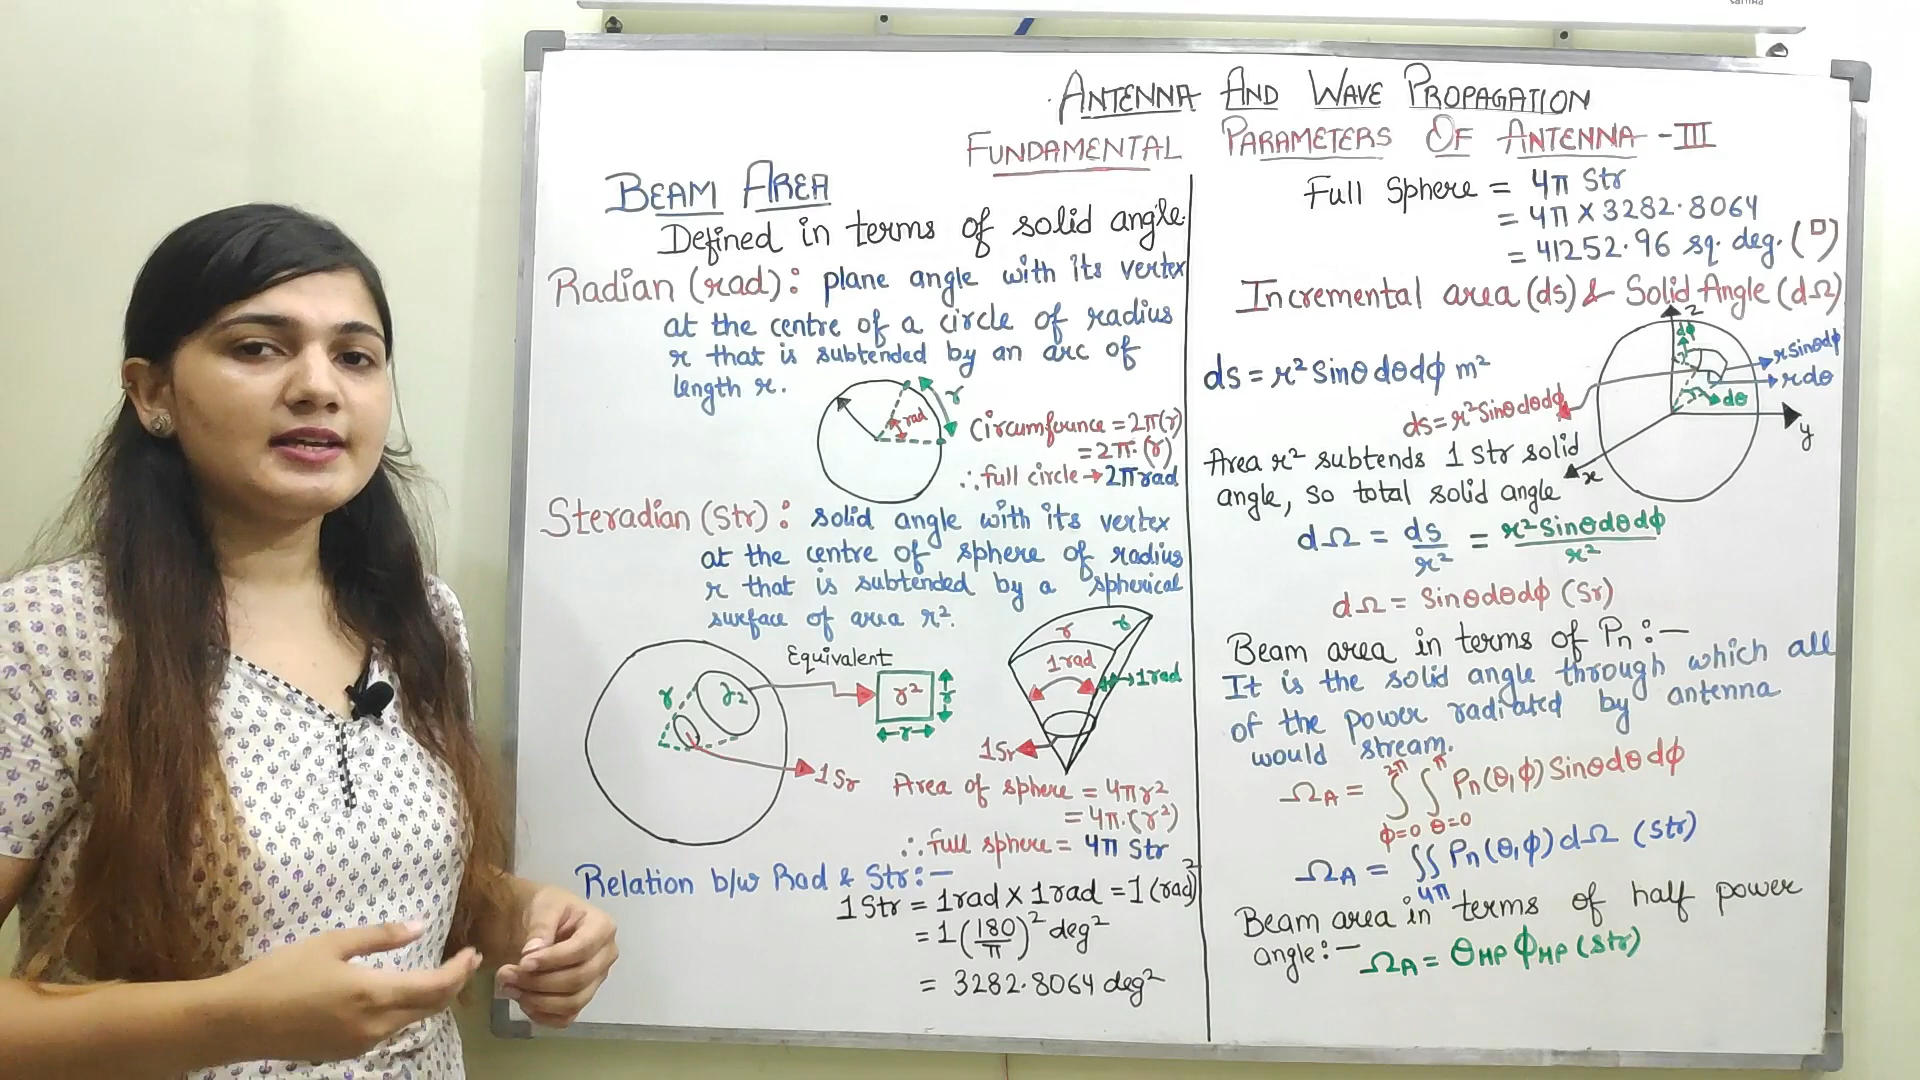 ANTENNA AND WAVE PROPAGATION
FUNDAMENTAL PARAMETERS OF ANTENNA -III
BEAM AREA
Defined in terms of solid angle
Radian (rad): plane angle with its vertex
at the centre of a circle of radius
r that is subtended by an arc of
length r.
r
1 rad
Circumfounce = 2π(r)
= 2π.(r)
∴ full circle → 2π rad
Steradian (Str): solid angle with its vertex
at the centre of sphere of radius
r that is subtended by a spherical
surface of area r².
r
r2
Equivalent
r²
r
r
1 Sr
r
r
1 rad
1 rad
1 Sr
Area of sphere = 4πr²
= 4π.(r²)
∴ full sphere = 4π Str
Relation b/w Rad & Str:-
1 Str = 1 rad x 1 rad = 1 (rad)²
= 1 (180/π)² deg²
= 3282.8064 deg²
Full Sphere = 4π Str
= 4π x 3282.8064
= 41252.96 sq. deg. (□)
Incremental area (ds) & Solid Angle (dΩ)
ds = r² Sinθ dθ dϕ m²
z
dϕ
r sinθ dϕ
r dθ
dθ
y
x
ds = r² Sinθ dθ dϕ
Area r² subtends 1 Str solid
angle, so total solid angle
dΩ = ds/r² = r² Sinθ dθ dϕ/r²
dΩ = Sinθ dθ dϕ (Sr)
Beam area in terms of Pn:-
It is the solid angle through which all
of the power radiated by antenna
would stream.
ΩA = ∫ϕ=0^2π ∫θ=0^π Pn(θ,ϕ) Sinθ dθ dϕ
ΩA = ∬4π Pn(θ,ϕ) dΩ (Str)
Beam area in terms of half power
angle:- ΩA = θHP ϕHP (Str)